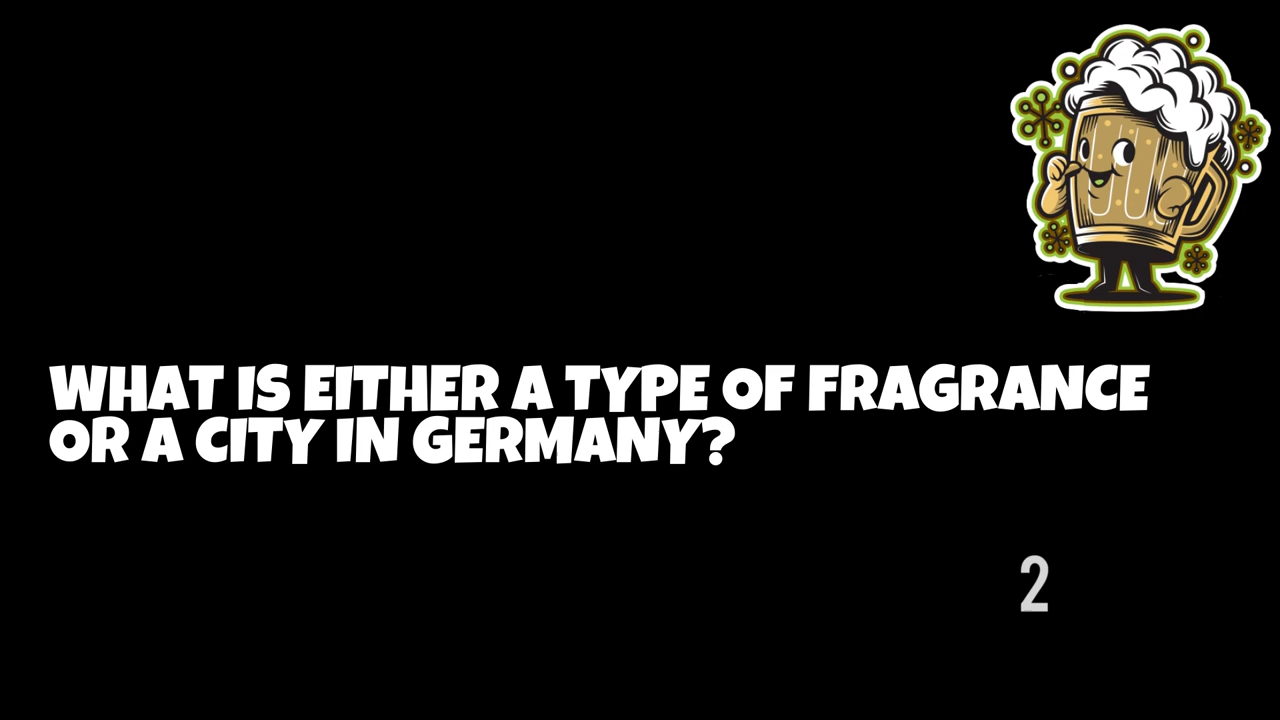 WHAT IS EITHER A TYPE OF FRAGRANCE
OR A CITY IN GERMANY?
2